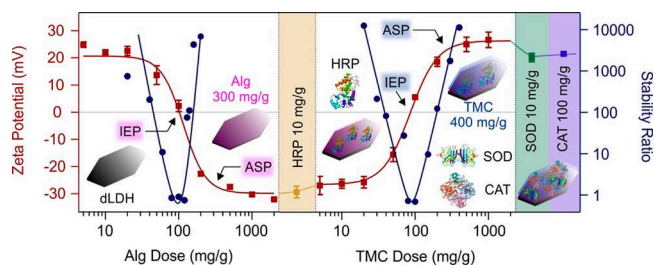 Zeta Potential (mV)
30
20
10
0
-10
-20
-30
Alg
300 mg/g
IEP
ASP
dLDH
10
100
1000
Alg Dose (mg/g)
HRP 10 mg/g
HRP
ASP
IEP
TMC
400 mg/g
SOD
CAT
10
100
1000
TMC Dose (mg/g)
SOD 10 mg/g
CAT 100 mg/g
10000
1000
100
10
1
Stability Ratio